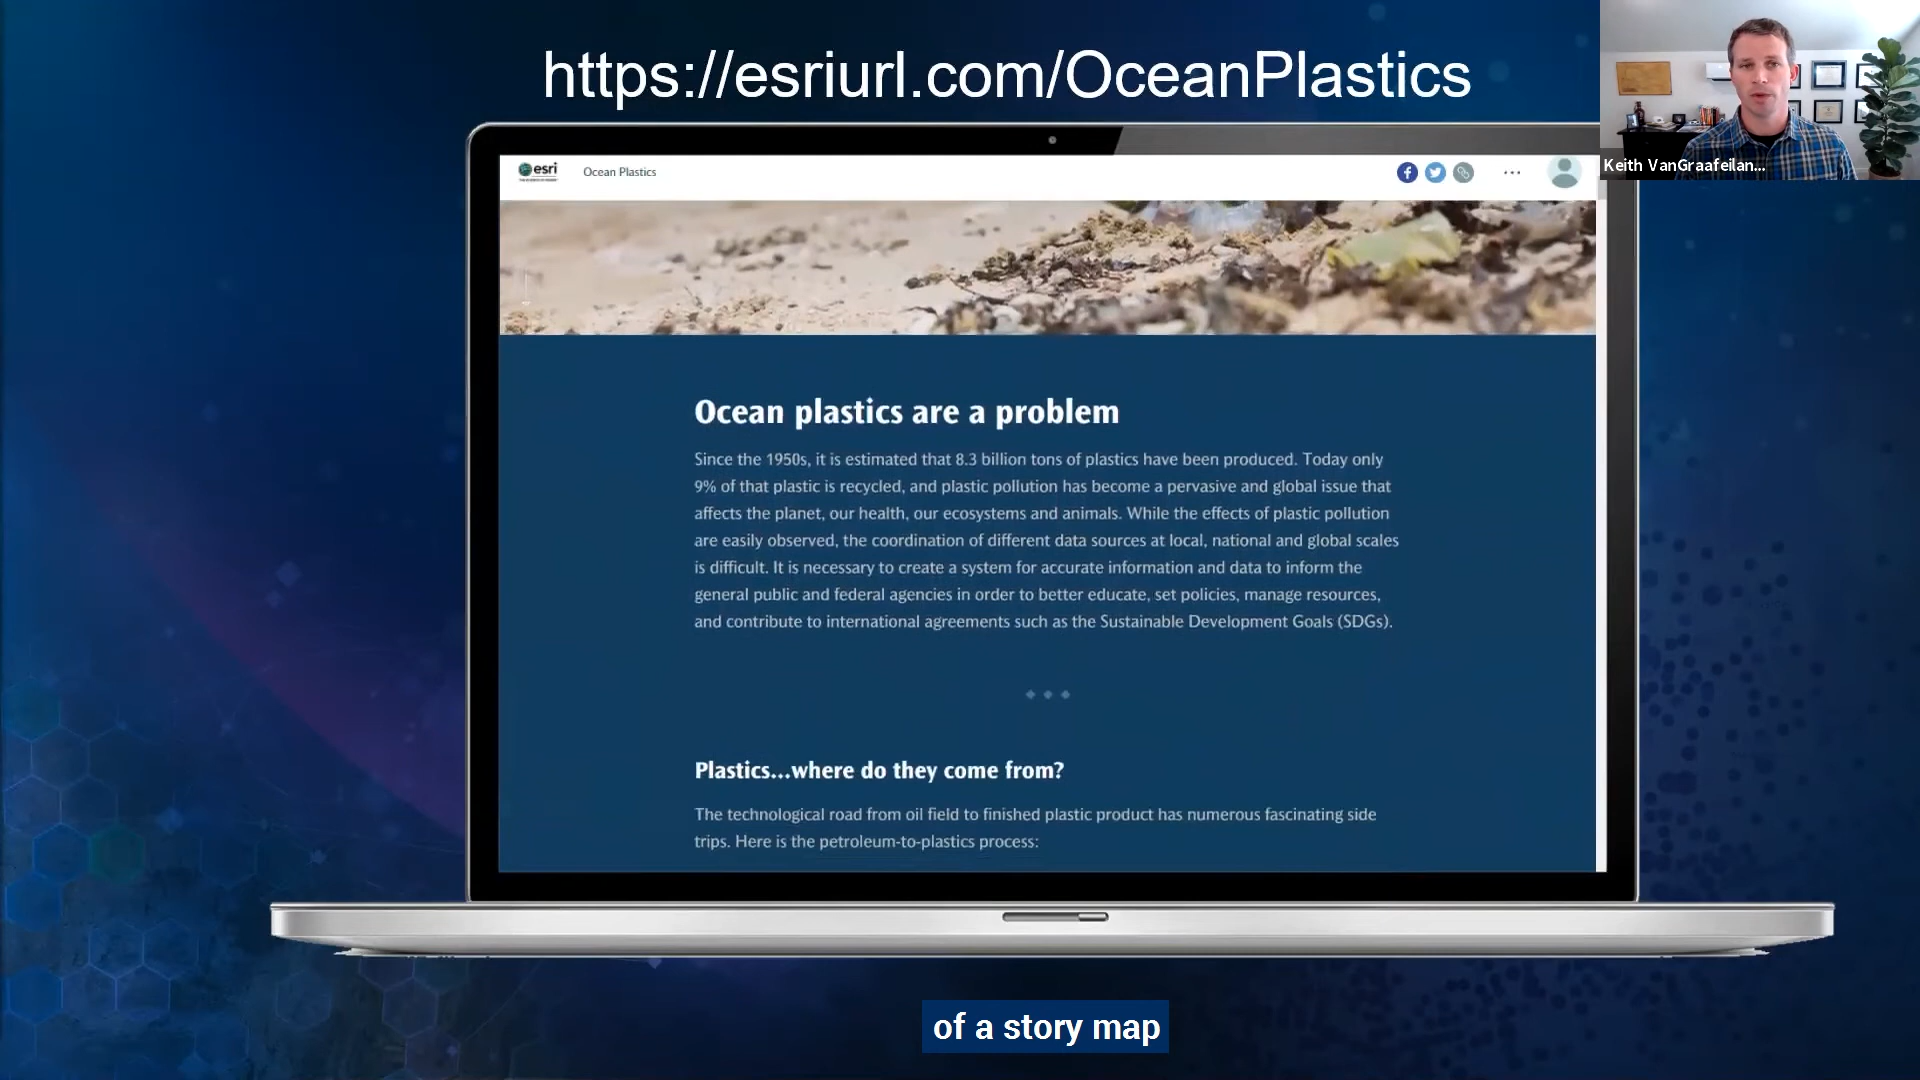 https://esriurl.com/OceanPlastics
Keith VanGraafeilan...
esri
Ocean Plastics
Ocean plastics are a problem
Since the 1950s, it is estimated that 8.3 billion tons of plastics have been produced. Today only
9% of that plastic is recycled, and plastic pollution has become a pervasive and global issue that
affects the planet, our health, our ecosystems and animals. While the effects of plastic pollution
are easily observed, the coordination of different data sources at local, national and global scales
is difficult. It is necessary to create a system for accurate information and data to inform the
general public and federal agencies in order to better educate, set policies, manage resources,
and contribute to international agreements such as the Sustainable Development Goals (SDGs).
Plastics...where do they come from?
The technological road from oil field to finished plastic product has numerous fascinating side
trips. Here is the petroleum-to-plastics process:
of a story map